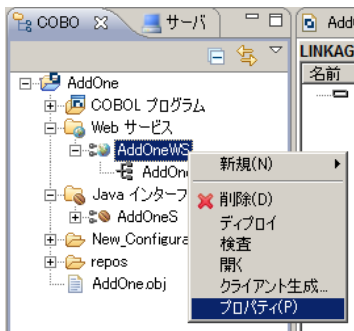 COBO サーバ Add
LINKAG
名前
AddOne
COBOL プログラム
Web サービス
AddOneWS
AddOn
Java インターフ
AddOneS
New_Configura
repos
AddOne.obj
新規(N)
削除(D)
ディプロイ
検査
開く
クライアント生成...
プロパティ(P)